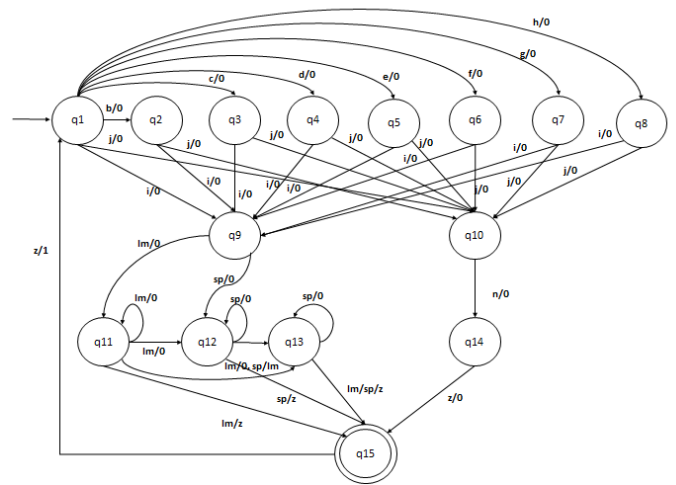 h/0
g/0
f/0
e/0
d/0
c/0
b/0
q1
q2
q3
q4
q5
q6
q7
q8
j/0
j/0
j/0
j/0
j/0
i/0
i/0
i/0
i/0
i/0
i/0
i/0
i/0
j/0
j/0
j/0
q9
q10
lm/0
z/1
sp/0
n/0
lm/0
sp/0
sp/0
q11
q12
q13
q14
lm/0
lm/0, sp/lm
lm/sp/z
sp/z
z/0
lm/z
q15